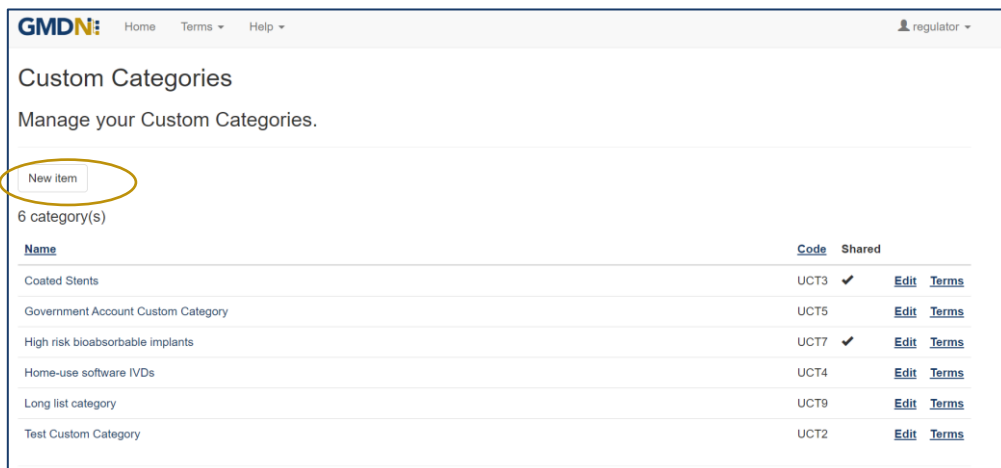 GMDN Home Terms Help regulator
Custom Categories
Manage your Custom Categories.
New item
6 category(s)
Name Code Shared
Coated Stents UCT3 ✔ Edit Terms
Government Account Custom Category UCT5 Edit Terms
High risk bioabsorbable implants UCT7 ✔ Edit Terms
Home-use software IVDs UCT4 Edit Terms
Long list category UCT9 Edit Terms
Test Custom Category UCT2 Edit Terms